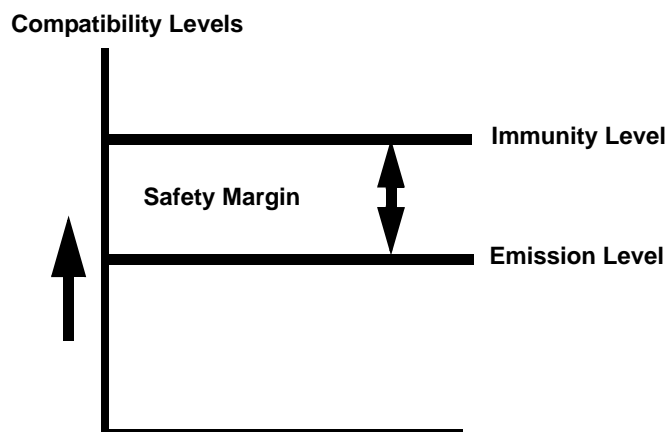 Compatibility Levels
Immunity Level
Safety Margin
Emission Level